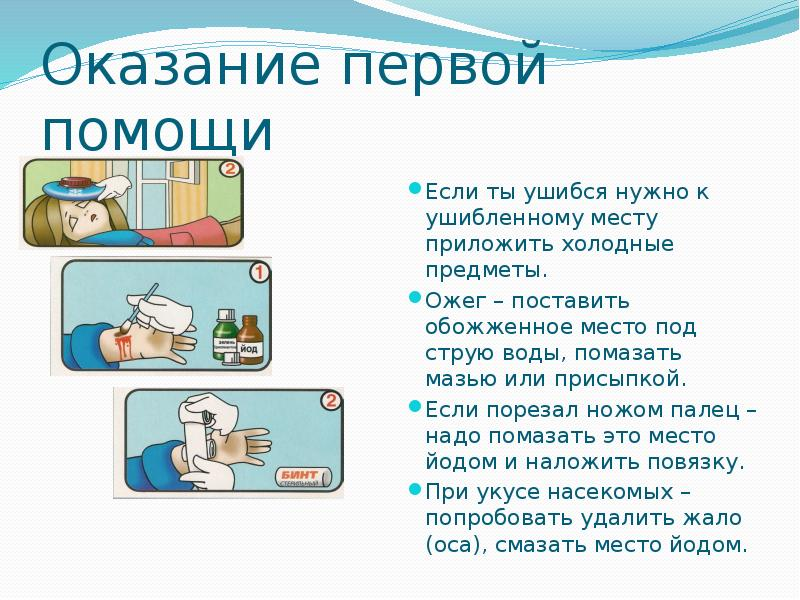 Оказание первой
помощи
2
1
зелень
йод
2
БИНТ
СТЕРИЛЬНЫЙ
Если ты ушибся нужно к
ушибленному месту
приложить холодные
предметы.
Ожег – поставить
обожженное место под
струю воды, помазать
мазью или присыпкой.
Если порезал ножом палец –
надо помазать это место
йодом и наложить повязку.
При укусе насекомых –
попробовать удалить жало
(оса), смазать место йодом.